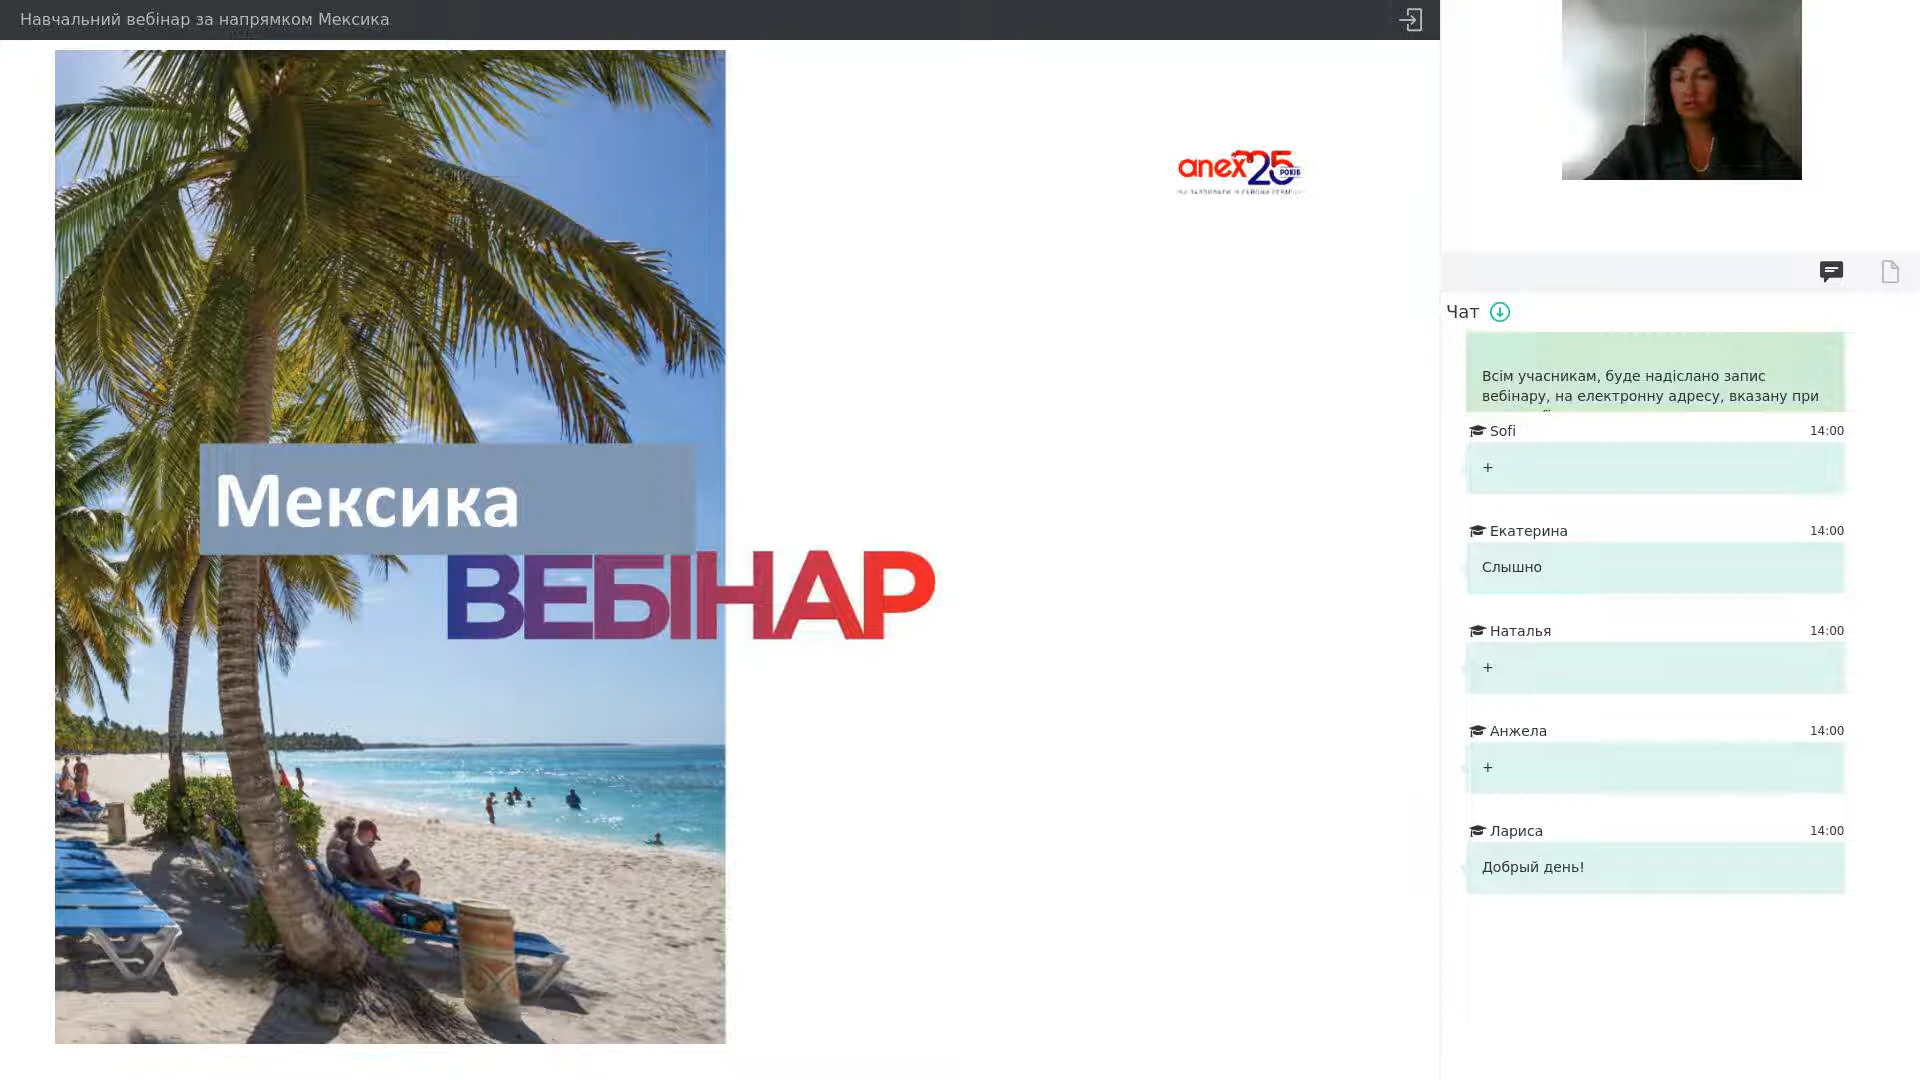 Навчальний вебінар за напрямком Мексика
anex25
РОКІВ
Мексика
ВЕБІНАР
Чат
Всім учасникам, буде надіслано запис
вебінару, на електронну адресу, вказану при
Sofi 14:00
+
Екатерина 14:00
Слышно
Наталья 14:00
+
Анжела 14:00
+
Лариса 14:00
Добрый день!